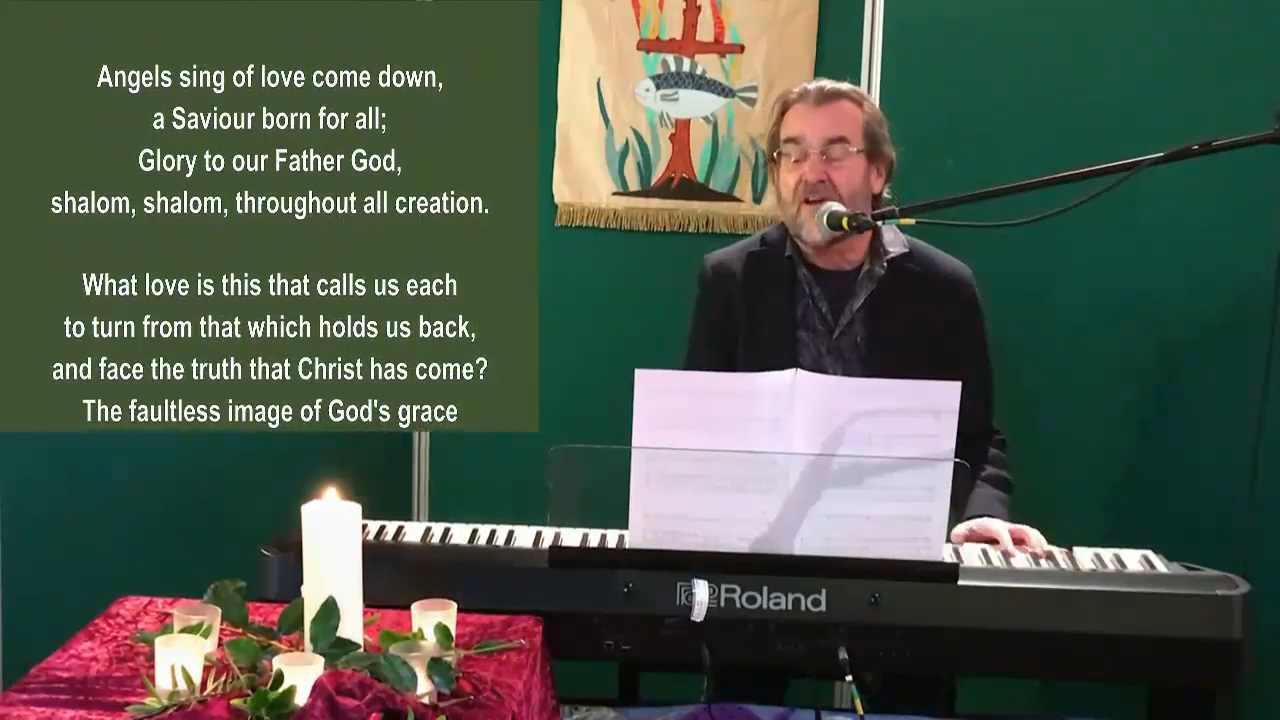 Angels sing of love come down,
a Saviour born for all;
Glory to our Father God,
shalom, shalom, throughout all creation.
What love is this that calls us each
to turn from that which holds us back,
and face the truth that Christ has come?
The faultless image of God's grace
Roland